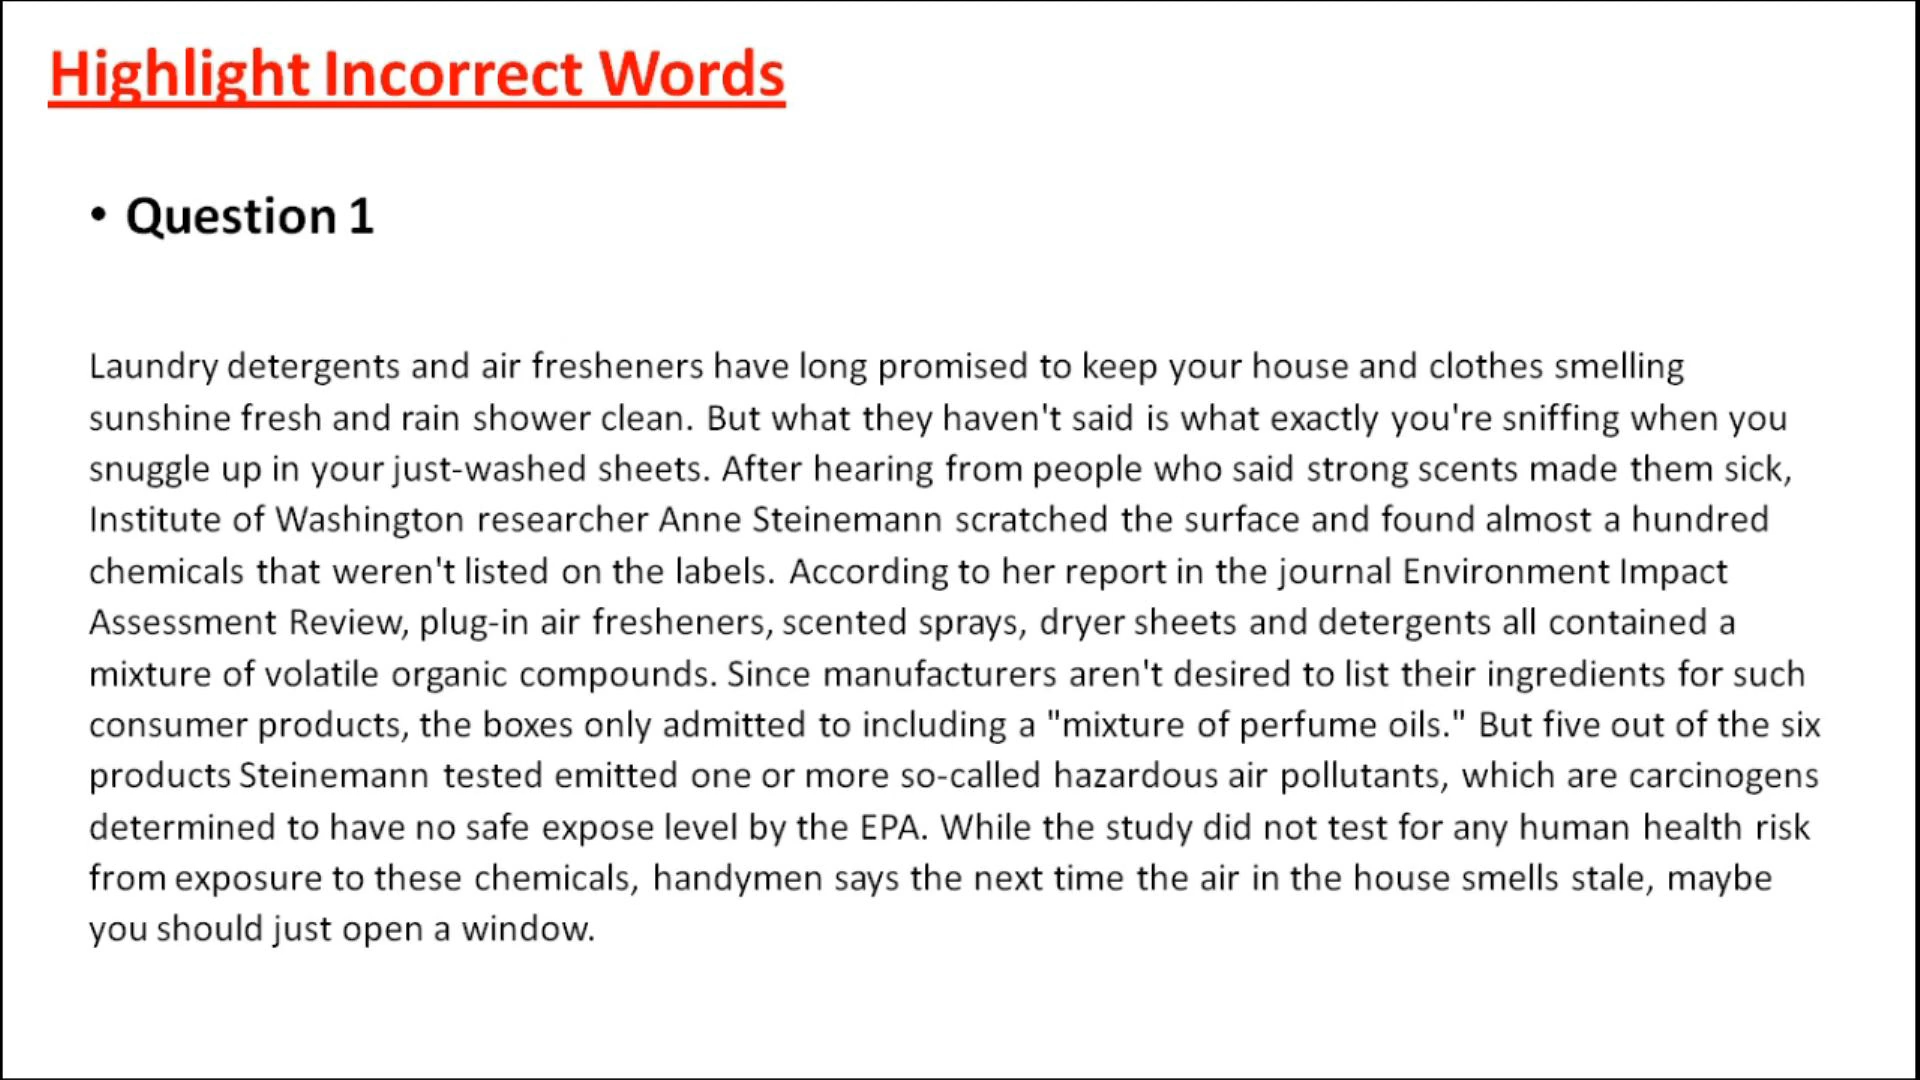 Highlight Incorrect Words
• Question 1
Laundry detergents and air fresheners have long promised to keep your house and clothes smelling
sunshine fresh and rain shower clean. But what they haven't said is what exactly you're sniffing when you
snuggle up in your just-washed sheets. After hearing from people who said strong scents made them sick,
Institute of Washington researcher Anne Steinemann scratched the surface and found almost a hundred
chemicals that weren't listed on the labels. According to her report in the journal Environment Impact
Assessment Review, plug-in air fresheners, scented sprays, dryer sheets and detergents all contained a
mixture of volatile organic compounds. Since manufacturers aren't desired to list their ingredients for such
consumer products, the boxes only admitted to including a "mixture of perfume oils." But five out of the six
products Steinemann tested emitted one or more so-called hazardous air pollutants, which are carcinogens
determined to have no safe expose level by the EPA. While the study did not test for any human health risk
from exposure to these chemicals, handymen says the next time the air in the house smells stale, maybe
you should just open a window.